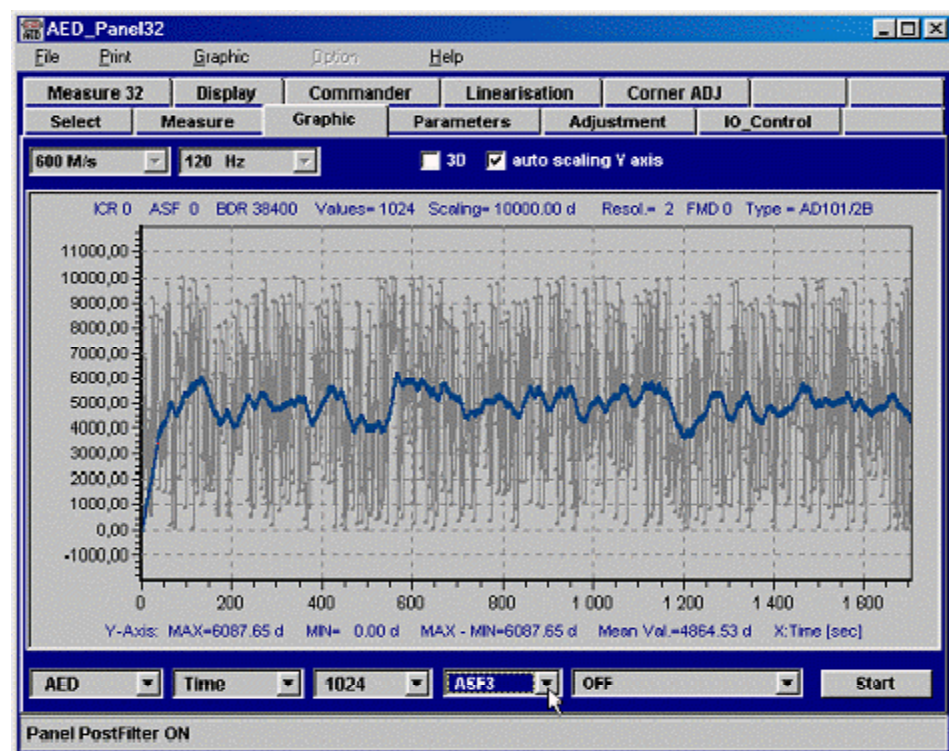 AED_Panel32
File Print Graphic Option Help
Measure 32 Display Commander Linearisation Corner ADJ
Select Measure Graphic Parameters Adjustment IO_Control
600 M/s 120 Hz 3D auto scaling Y axis
ICR 0 ASF 0 BDR 38400 Values= 1024 Scaling= 10000.00 d Resol.= 2 FMD 0 Type = AD101/2B
11000,00
10000,00
9000,00
8000,00
7000,00
6000,00
5000,00
4000,00
3000,00
2000,00
1000,00
0,00
-1000,00
0 200 400 600 800 1 000 1 200 1 400 1 600
Y-Axis: MAX=6087.65 d MIN= 0.00 d MAX - MIN=6087.65 d Mean Val.=4864.53 d X:Time [sec]
AED Time 1024 ASF3 OFF Start
Panel PostFilter ON